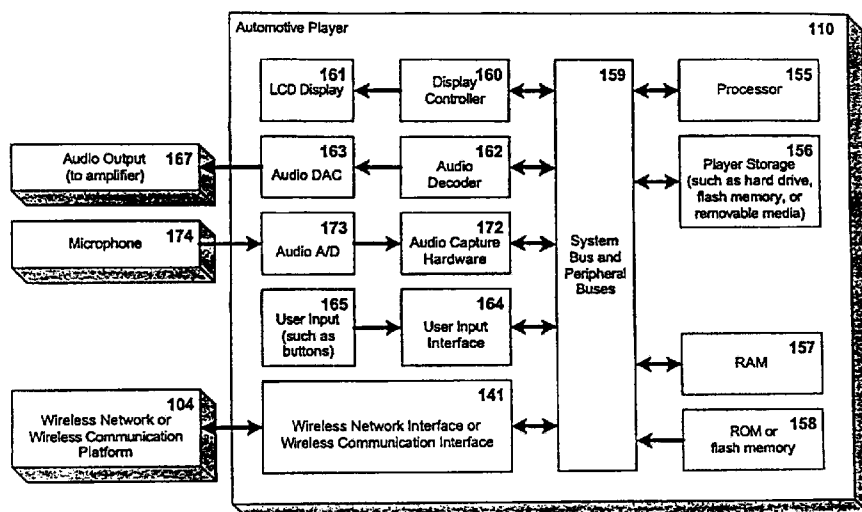 Automotive Player
110
161
LCD Display
160
Display
Controller
159
System
Bus and
Peripheral
Buses
155
Processor
Audio Output
(to amplifier)
167
163
Audio DAC
162
Audio
Decoder
156
Player Storage
(such as hard drive,
flash memory, or
removable media)
Microphone
174
173
Audio A/D
172
Audio Capture
Hardware
165
User Input
(such as
buttons)
164
User Input
Interface
157
RAM
104
Wireless Network or
Wireless Communication
Platform
141
Wireless Network Interface or
Wireless Communication Interface
158
ROM or
flash memory